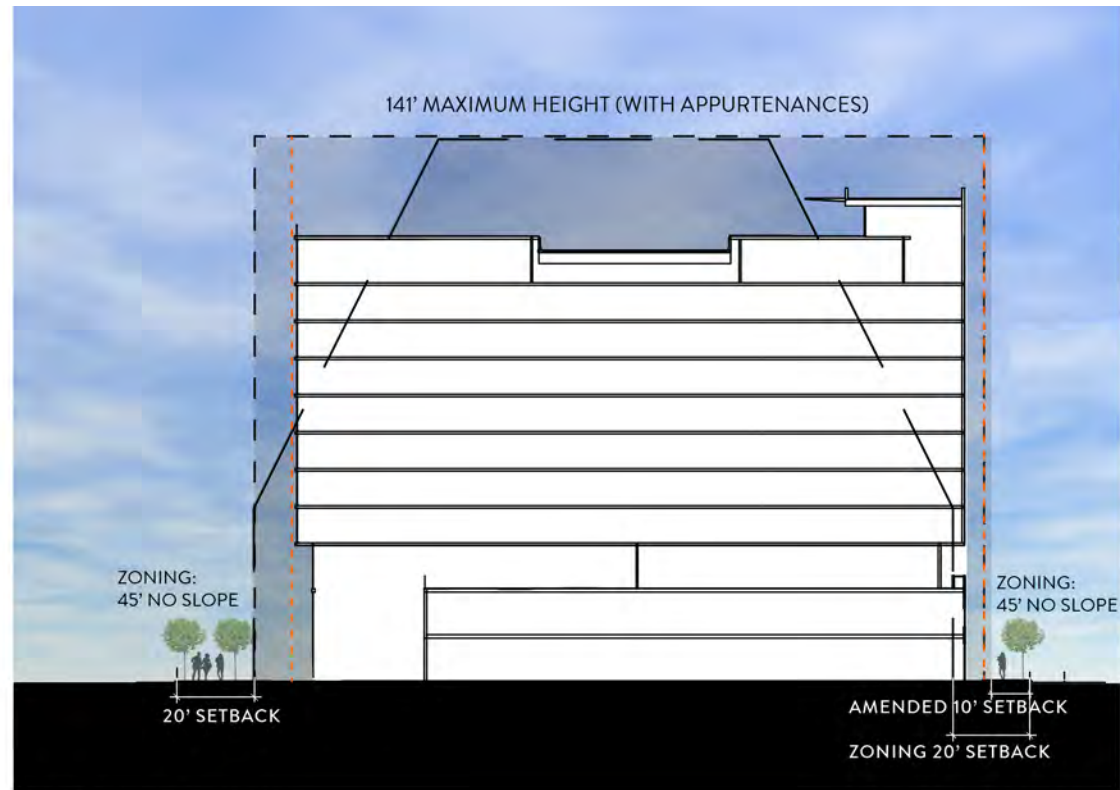 141' MAXIMUM HEIGHT (WITH APPURTENANCES)
ZONING:
45' NO SLOPE
ZONING:
45' NO SLOPE
20' SETBACK
AMENDED 10' SETBACK
ZONING 20' SETBACK